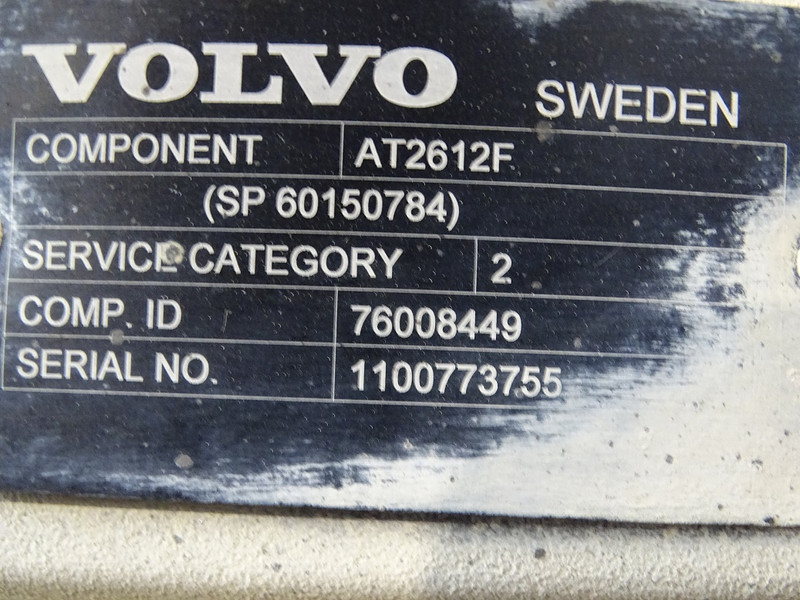 VOLVO SWEDEN
COMPONENT AT2612F
(SP 60150784)
SERVICE CATEGORY 2
COMP. ID 76008449
SERIAL NO. 1100773755